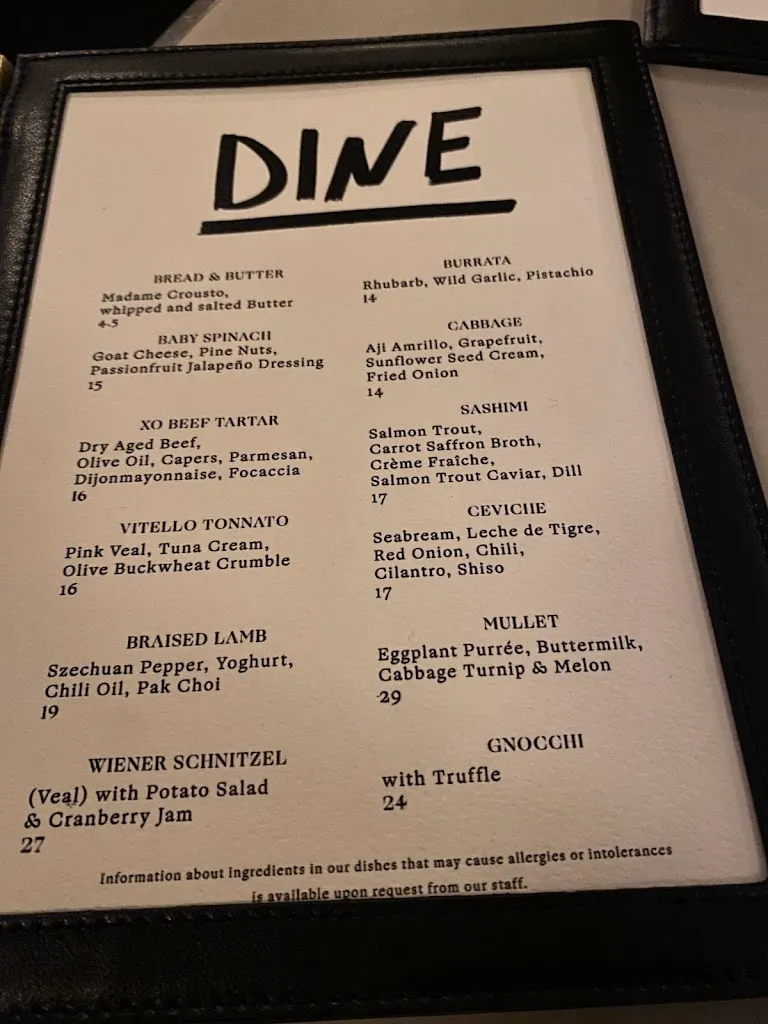 DINE
BREAD & BUTTER
Madame Crousto,
whipped and salted Butter
4.5
BABY SPINACH
Goat Cheese, Pine Nuts,
Passionfruit Jalapeño Dressing
15
XO BEEF TARTAR
Dry Aged Beef,
Olive Oil, Capers, Parmesan,
Dijonmayonnaise, Focaccia
16
VITELLO TONNATO
Pink Veal, Tuna Cream,
Olive Buckwheat Crumble
16
BRAISED LAMB
Szechuan Pepper, Yoghurt,
Chili Oil, Pak Choi
19
WIENER SCHNITZEL
(Veal) with Potato Salad
& Cranberry Jam
27
BURRATA
Rhubarb, Wild Garlic, Pistachio
14
CABBAGE
Aji Amrillo, Grapefruit,
Sunflower Seed Cream,
Fried Onion
14
SASHIMI
Salmon Trout,
Carrot Saffron Broth,
Crème Fraîche,
Salmon Trout Caviar, Dill
17
CEVICHE
Seabream, Leche de Tigre,
Red Onion, Chili,
Cilantro, Shiso
17
MULLET
Eggplant Purrée, Buttermilk,
Cabbage Turnip & Melon
29
GNOCCHI
with Truffle
24
Information about ingredients in our dishes that may cause allergies or intolerances
is available upon request from our staff.